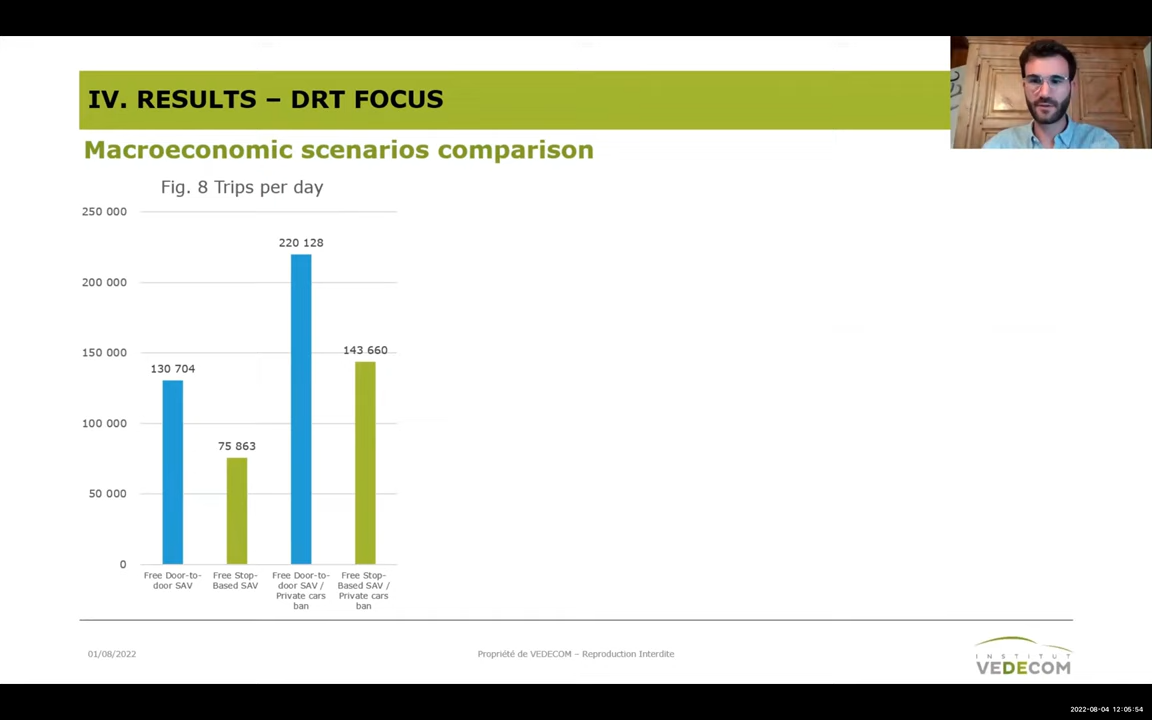 IV. RESULTS – DRT FOCUS
Macroeconomic scenarios comparison
Fig. 8 Trips per day
250 000
200 000
150 000
100 000
50 000
0
130 704
75 863
220 128
143 660
Free Door-to-
door SAV
Free Stop-
Based SAV
Free Door-to-
door SAV /
Private cars
ban
Free Stop-
Based SAV /
Private cars
ban
01/08/2022
Propriété de VEDECOM – Reproduction Interdite
INSTITUT
VEDECOM
2022-08-04 12:05:54